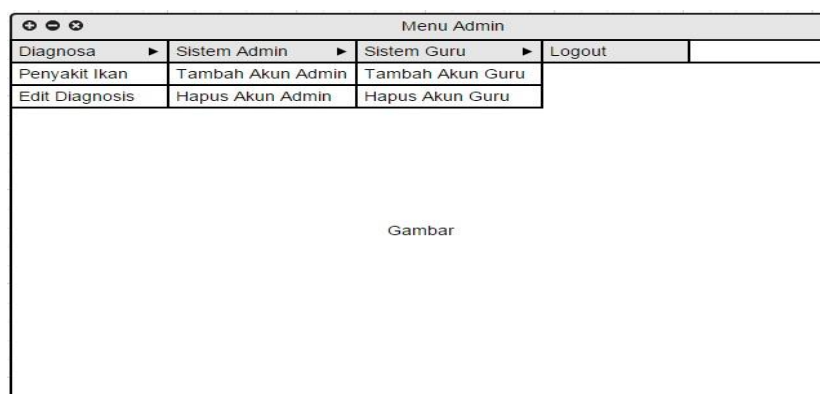 Menu Admin
Diagnosa ► Sistem Admin ► Sistem Guru ► Logout
Penyakit Ikan Tambah Akun Admin Tambah Akun Guru
Edit Diagnosis Hapus Akun Admin Hapus Akun Guru
Gambar